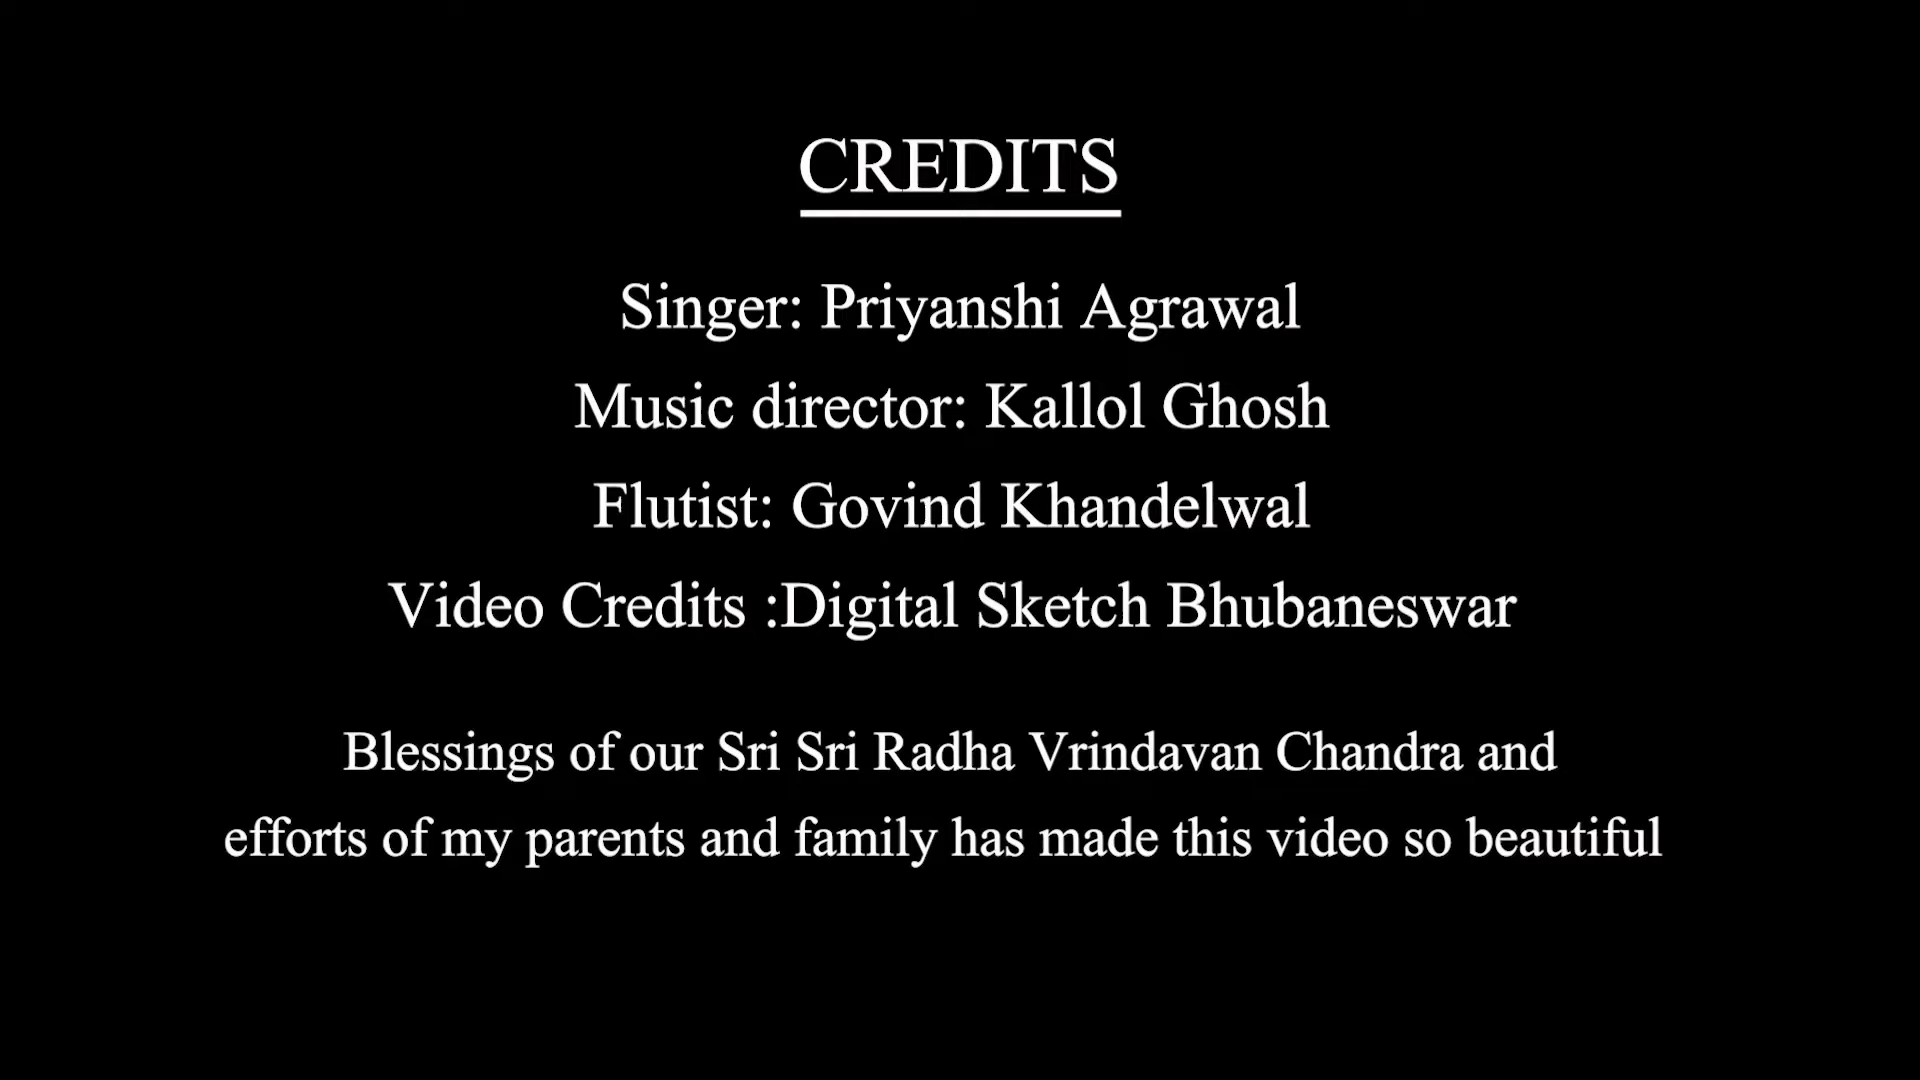 CREDITS
Singer: Priyanshi Agrawal
Music director: Kallol Ghosh
Flutist: Govind Khandelwal
Video Credits :Digital Sketch Bhubaneswar
Blessings of our Sri Sri Radha Vrindavan Chandra and
efforts of my parents and family has made this video so beautiful